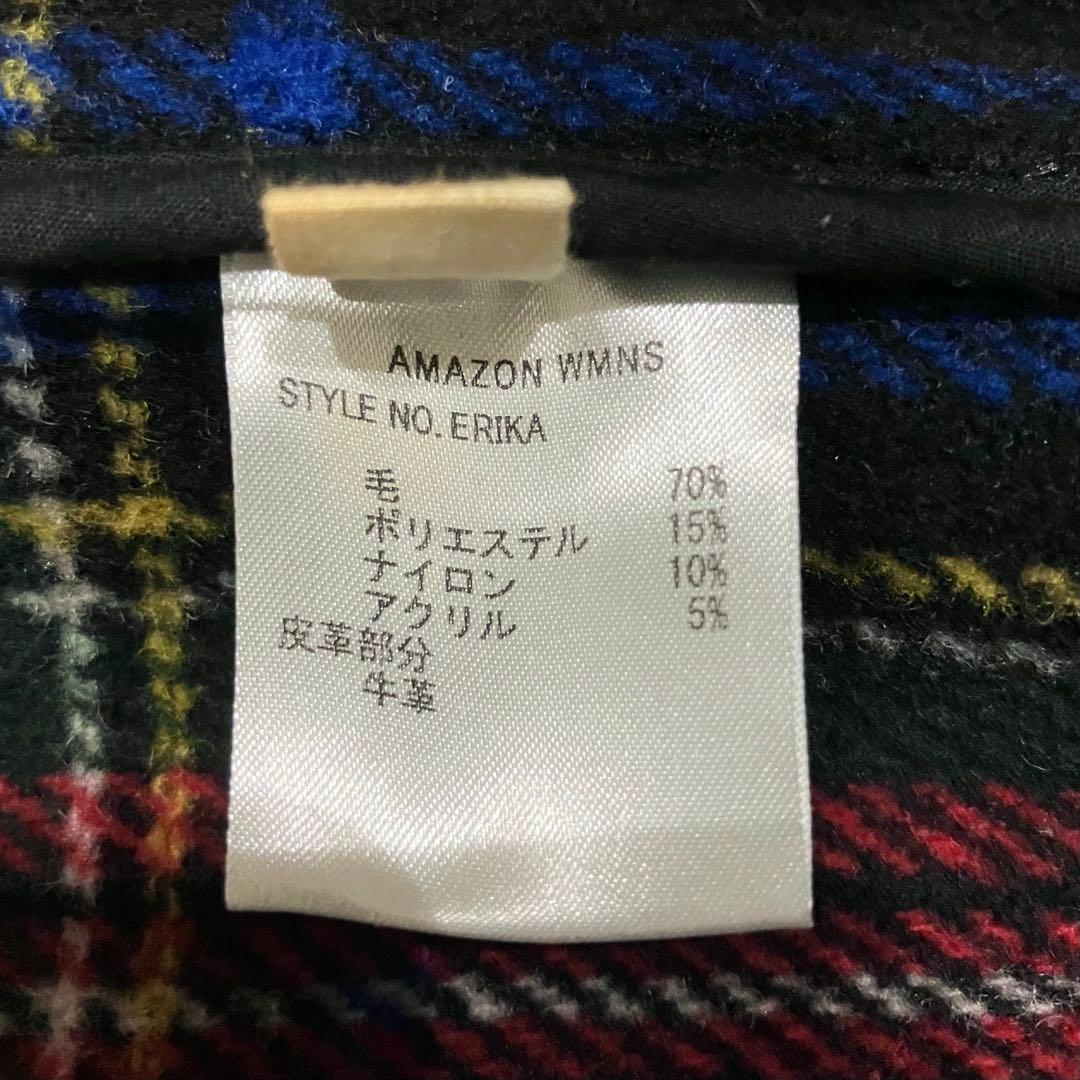 AMAZON WMNS
STYLE NO. ERIKA
毛 70%
ポリエステル 15%
ナイロン 10%
アクリル 5%
皮革部分
牛革